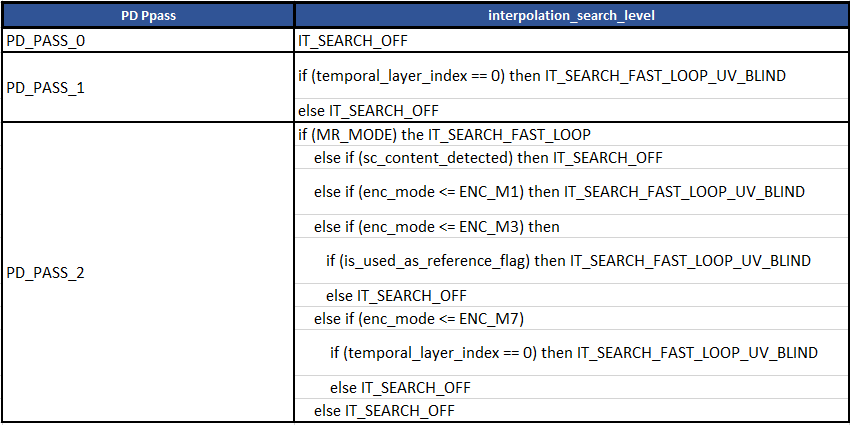 PD Ppass
interpolation_search_level
PD_PASS_0
IT_SEARCH_OFF
PD_PASS_1
if (temporal_layer_index == 0) then IT_SEARCH_FAST_LOOP_UV_BLIND
else IT_SEARCH_OFF
PD_PASS_2
if (MR_MODE) the IT_SEARCH_FAST_LOOP
else if (sc_content_detected) then IT_SEARCH_OFF
else if (enc_mode <= ENC_M1) then IT_SEARCH_FAST_LOOP_UV_BLIND
else if (enc_mode <= ENC_M3) then
if (is_used_as_reference_flag) then IT_SEARCH_FAST_LOOP_UV_BLIND
else IT_SEARCH_OFF
else if (enc_mode <= ENC_M7)
if (temporal_layer_index == 0) then IT_SEARCH_FAST_LOOP_UV_BLIND
else IT_SEARCH_OFF
else IT_SEARCH_OFF